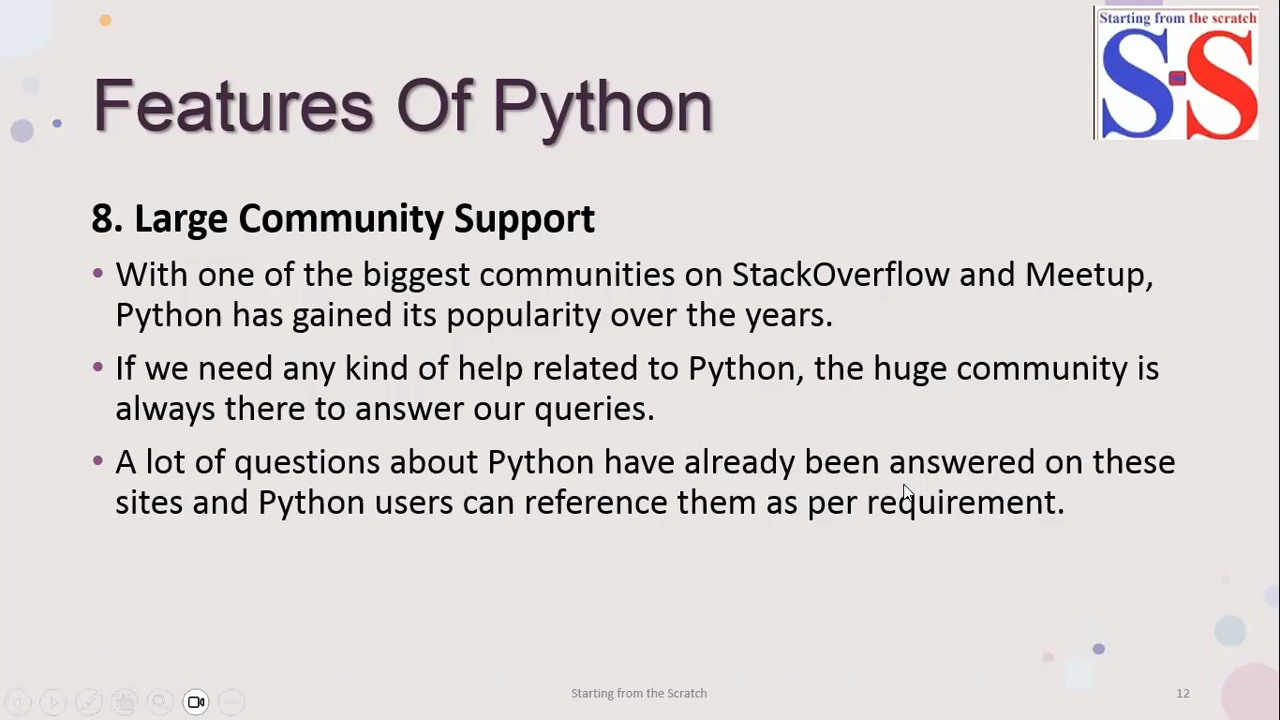 Starting from the scratch
S-S
Features Of Python
8. Large Community Support
• With one of the biggest communities on StackOverflow and Meetup,
Python has gained its popularity over the years.
• If we need any kind of help related to Python, the huge community is
always there to answer our queries.
• A lot of questions about Python have already been answered on these
sites and Python users can reference them as per requirement.
Starting from the Scratch
12